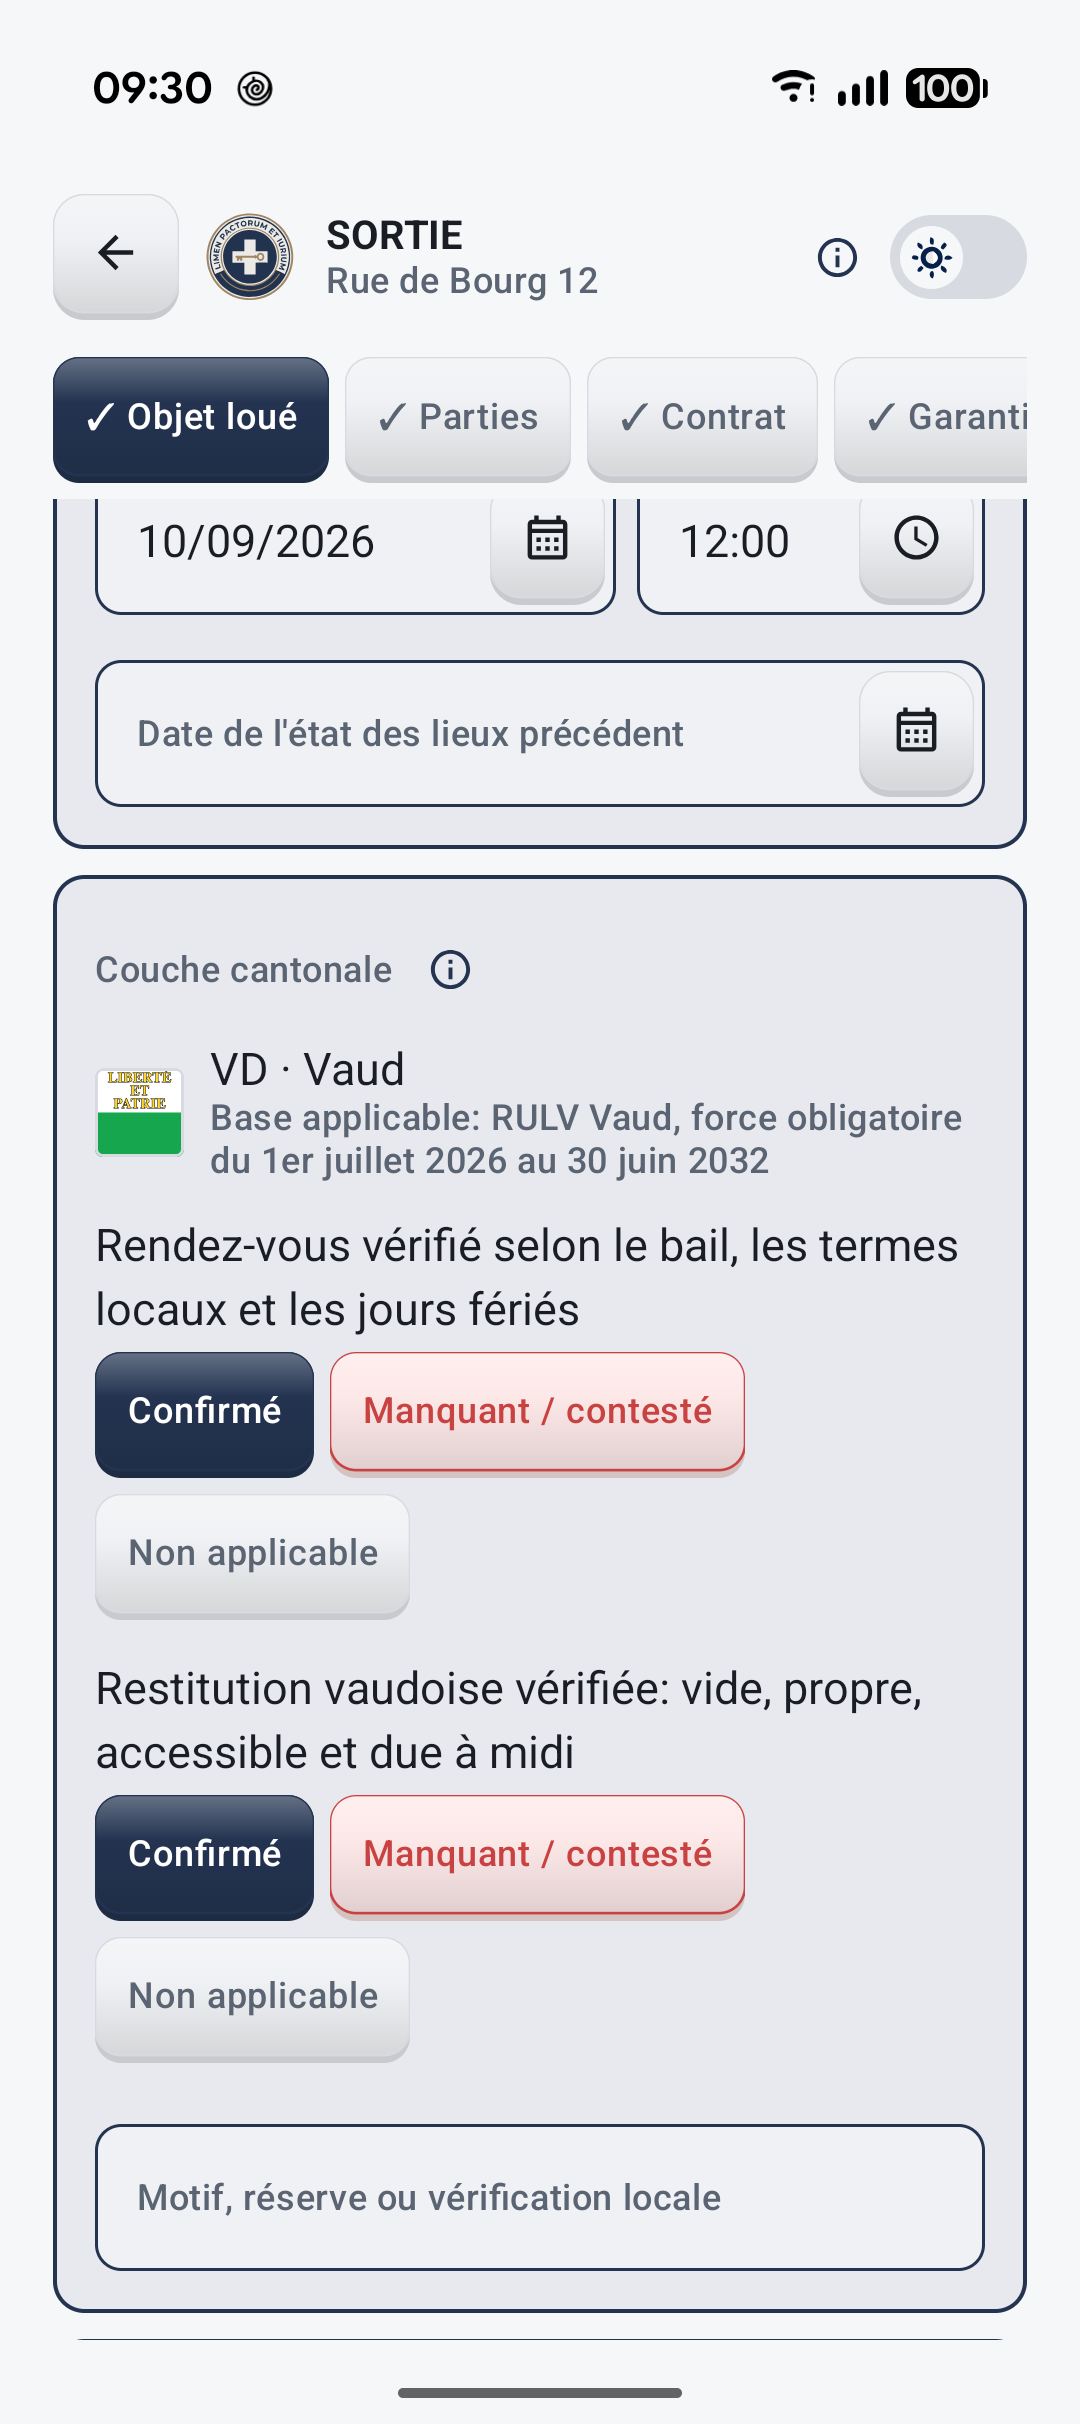 09:30
100
LIMEN PACTORUM ET IURIUM
SORTIE
Rue de Bourg 12
✓ Objet loué
✓ Parties
✓ Contrat
✓ Garanti
10/09/2026
12:00
Date de l'état des lieux précédent
Couche cantonale
LIBERTÉ
ET
PATRIE
VD · Vaud
Base applicable: RULV Vaud, force obligatoire
du 1er juillet 2026 au 30 juin 2032
Rendez-vous vérifié selon le bail, les termes
locaux et les jours fériés
Confirmé
Manquant / contesté
Non applicable
Restitution vaudoise vérifiée: vide, propre,
accessible et due à midi
Confirmé
Manquant / contesté
Non applicable
Motif, réserve ou vérification locale